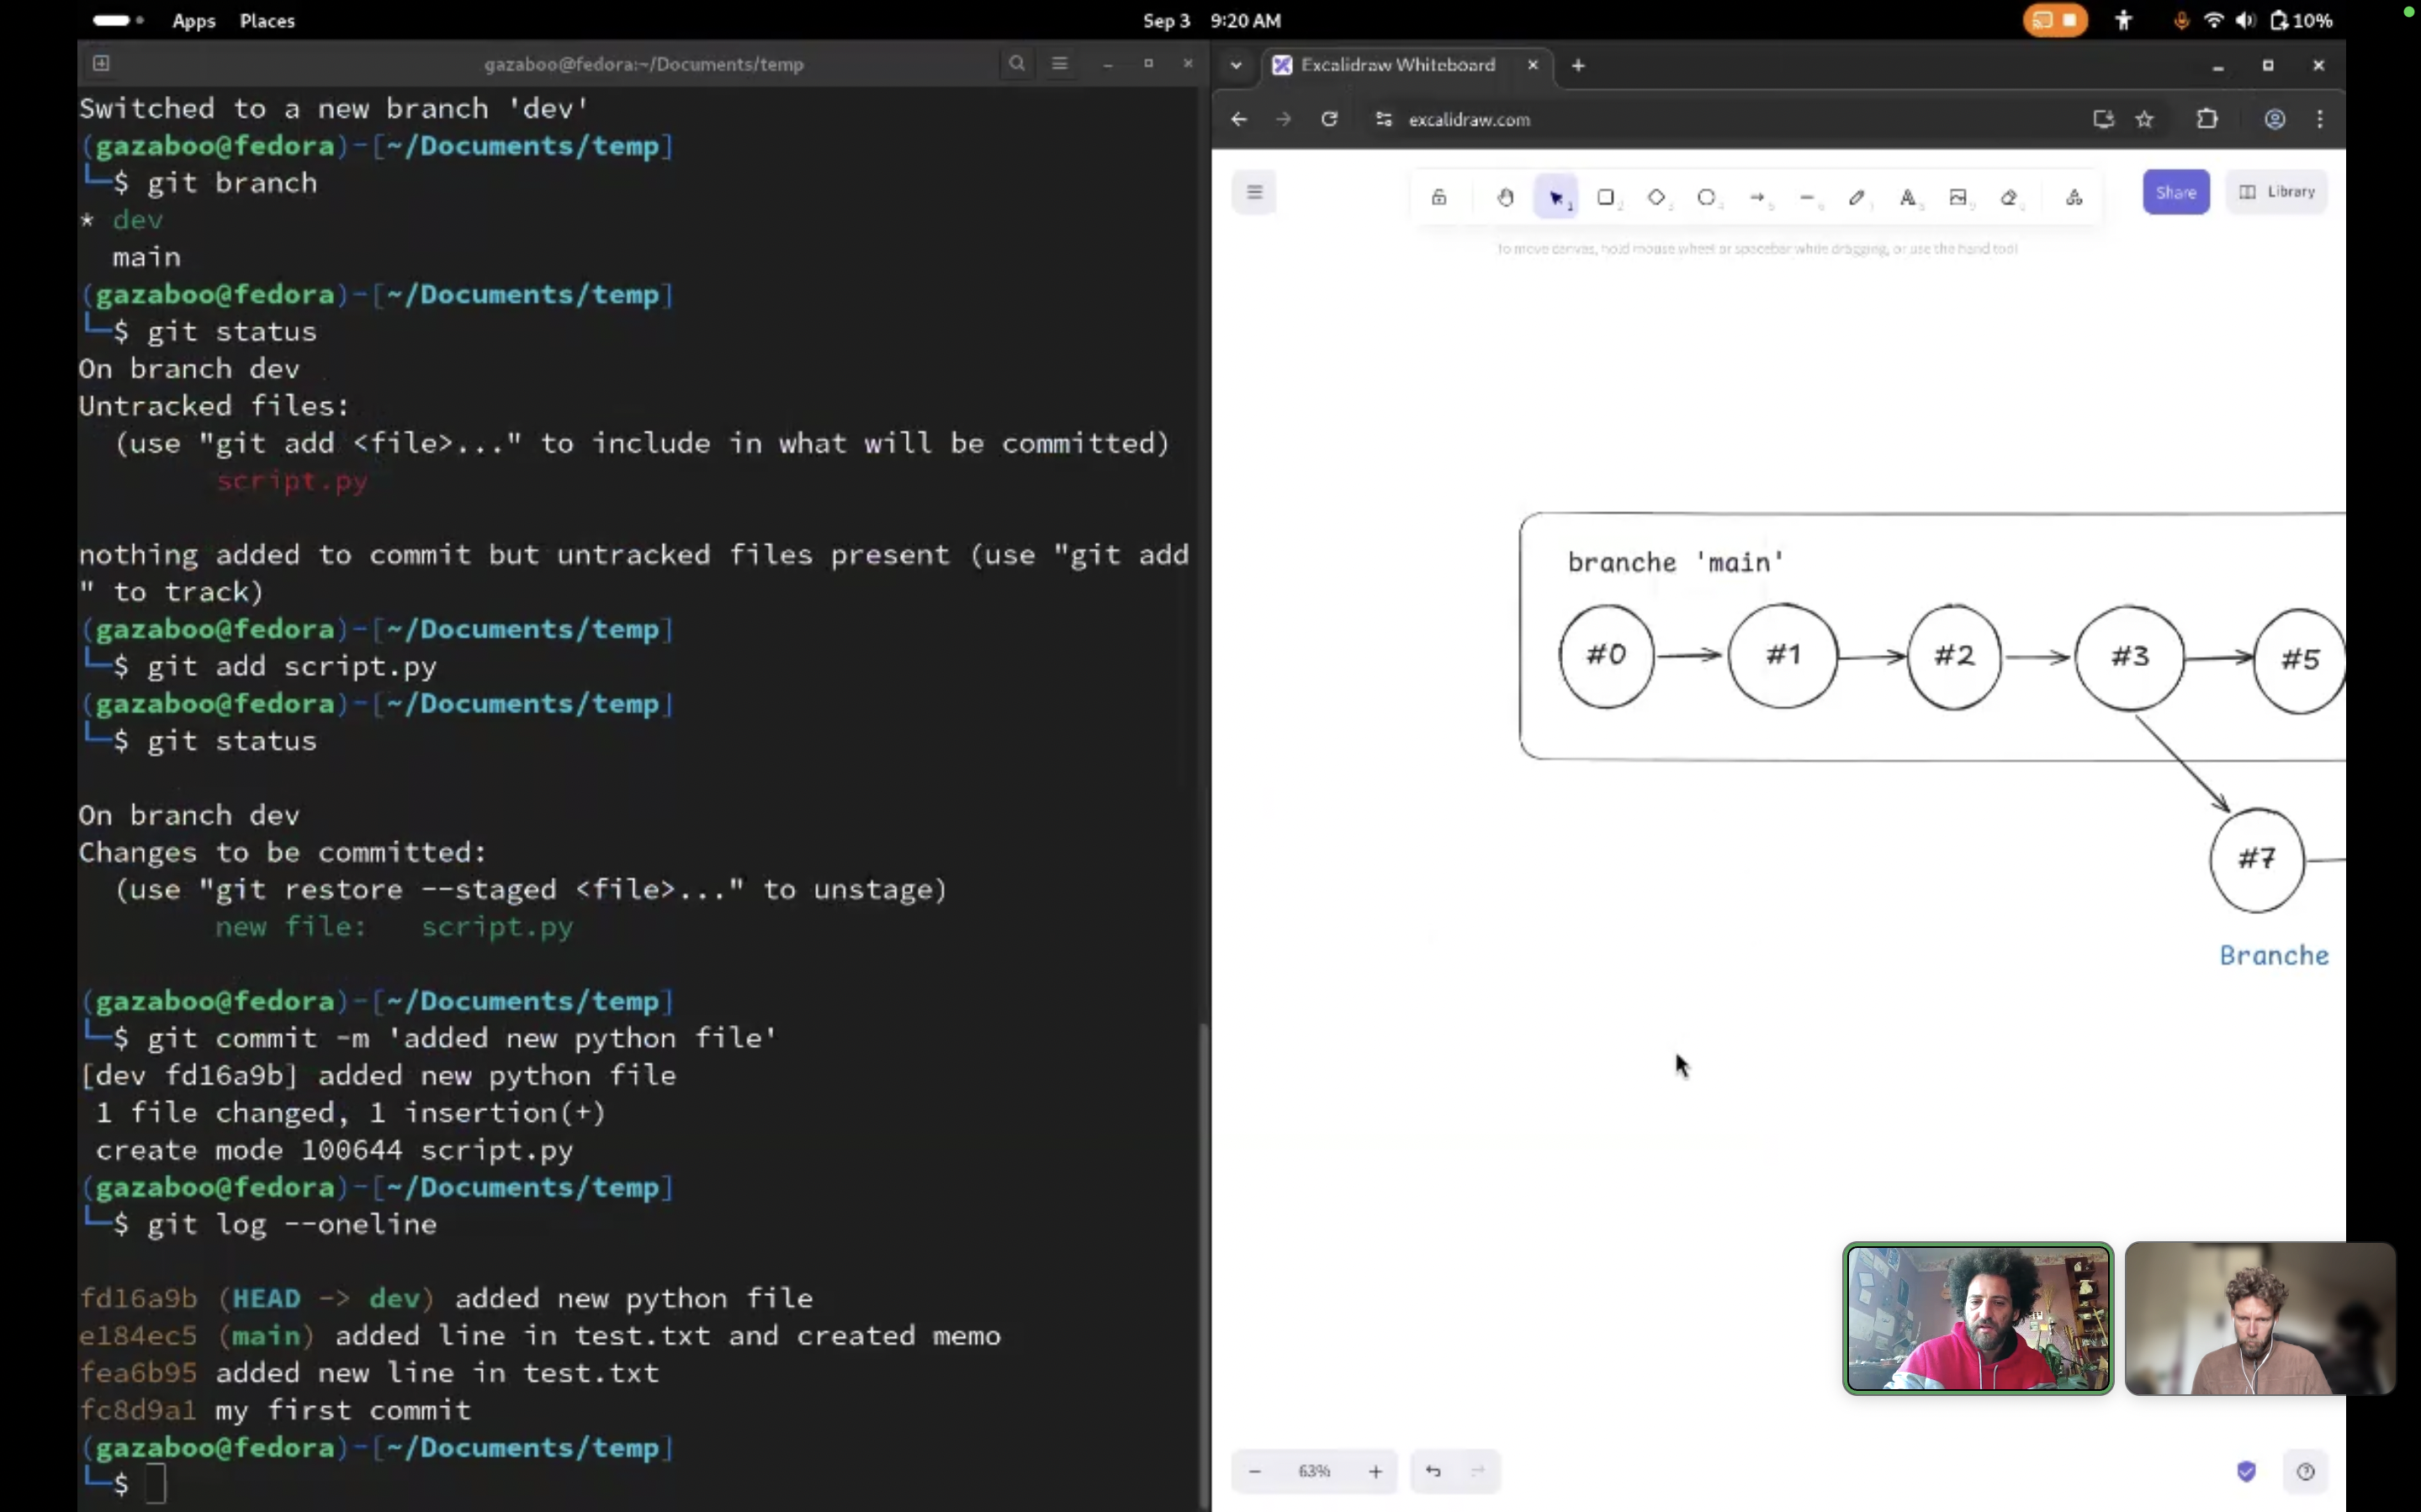 Apps Places Sep 3 9:20 AM 10%
gazaboo@fedora:~/Documents/temp
Switched to a new branch 'dev'
(gazaboo@fedora)-[~/Documents/temp]
└─$ git branch
* dev
  main
(gazaboo@fedora)-[~/Documents/temp]
└─$ git status
On branch dev
Untracked files:
  (use "git add <file>..." to include in what will be committed)
        script.py
nothing added to commit but untracked files present (use "git add
" to track)
(gazaboo@fedora)-[~/Documents/temp]
└─$ git add script.py
(gazaboo@fedora)-[~/Documents/temp]
└─$ git status
On branch dev
Changes to be committed:
  (use "git restore --staged <file>..." to unstage)
        new file:   script.py
(gazaboo@fedora)-[~/Documents/temp]
└─$ git commit -m 'added new python file'
[dev fd16a9b] added new python file
 1 file changed, 1 insertion(+)
 create mode 100644 script.py
(gazaboo@fedora)-[~/Documents/temp]
└─$ git log --oneline
fd16a9b (HEAD -> dev) added new python file
e184ec5 (main) added line in test.txt and created memo
fea6b95 added new line in test.txt
fc8d9a1 my first commit
(gazaboo@fedora)-[~/Documents/temp]
└─$
Excalidraw Whiteboard
excalidraw.com
Share Library
To move canvas, hold mouse wheel or spacebar while dragging, or use the hand tool
branche 'main'
#0 #1 #2 #3 #5
#7
Branche
63%